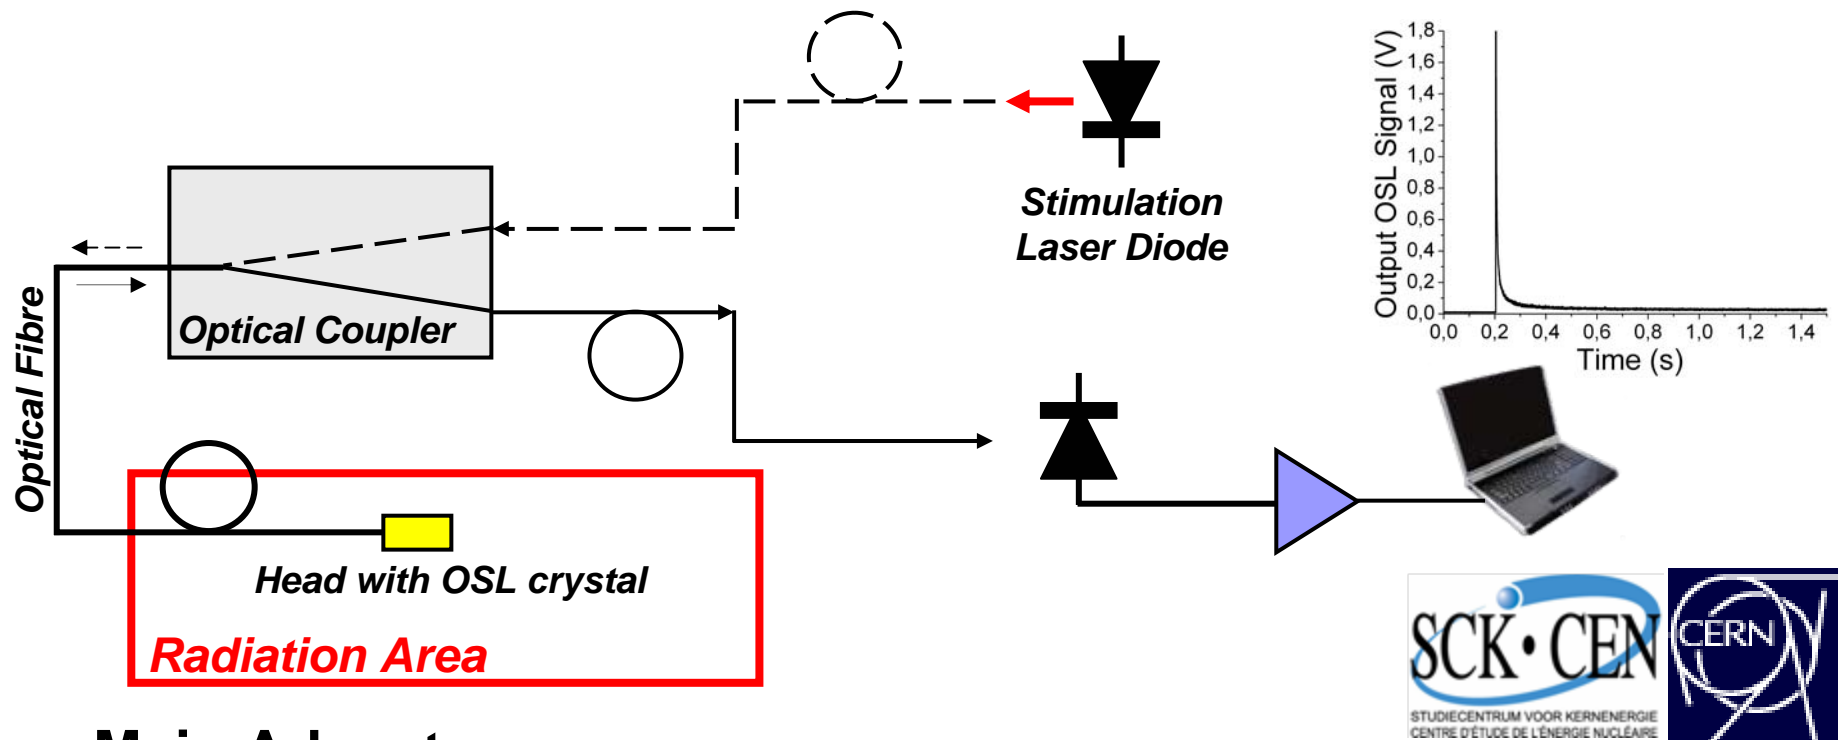 Stimulation
Laser Diode
Optical Coupler
Optical Fibre
Head with OSL crystal
Radiation Area
Output OSL Signal (V)
1,8
1,6
1,4
1,2
1,0
0,8
0,6
0,4
0,2
0,0
0,0 0,2 0,4 0,6 0,8 1,0 1,2 1,4
Time (s)
SCK•CEN
STUDIECENTRUM VOOR KERNENERGIE
CENTRE D'ÉTUDE DE L'ÉNERGIE NUCLÉAIRE
CERN